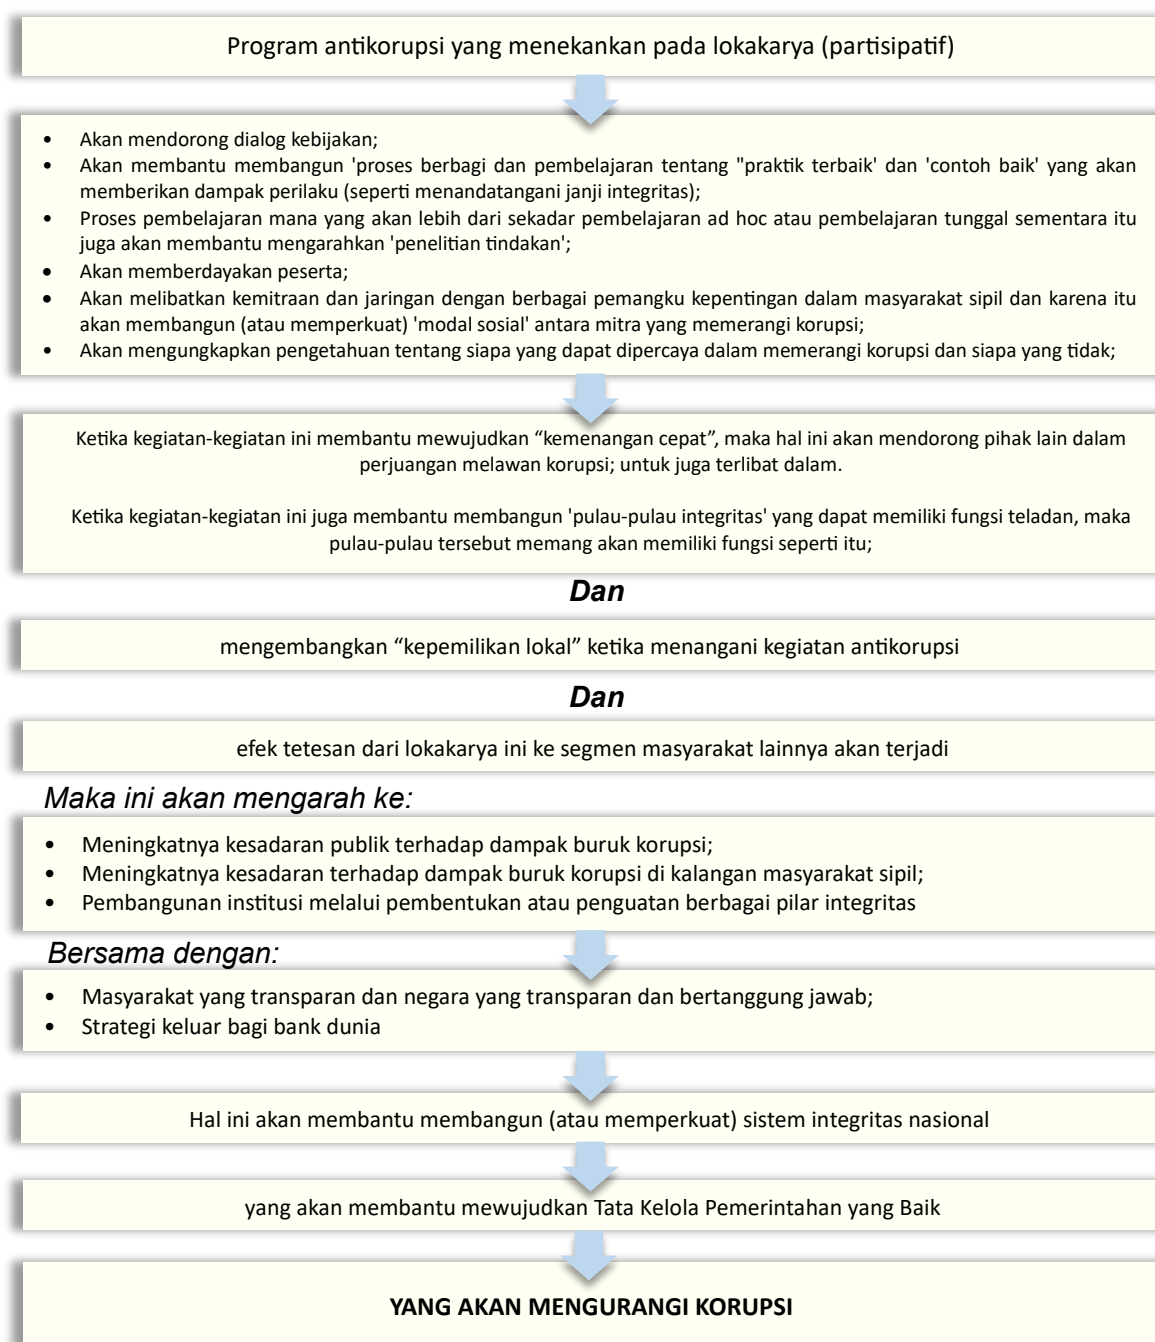 Program antikorupsi yang menekankan pada lokakarya (partisipatif)
• Akan mendorong dialog kebijakan;
• Akan membantu membangun 'proses berbagi dan pembelajaran tentang "praktik terbaik' dan 'contoh baik' yang akan
memberikan dampak perilaku (seperti menandatangani janji integritas);
• Proses pembelajaran mana yang akan lebih dari sekadar pembelajaran ad hoc atau pembelajaran tunggal sementara itu
juga akan membantu mengarahkan 'penelitian tindakan';
• Akan memberdayakan peserta;
• Akan melibatkan kemitraan dan jaringan dengan berbagai pemangku kepentingan dalam masyarakat sipil dan karena itu
akan membangun (atau memperkuat) 'modal sosial' antara mitra yang memerangi korupsi;
• Akan mengungkapkan pengetahuan tentang siapa yang dapat dipercaya dalam memerangi korupsi dan siapa yang tidak;
Ketika kegiatan-kegiatan ini membantu mewujudkan “kemenangan cepat”, maka hal ini akan mendorong pihak lain dalam
perjuangan melawan korupsi; untuk juga terlibat dalam.
Ketika kegiatan-kegiatan ini juga membantu membangun 'pulau-pulau integritas' yang dapat memiliki fungsi teladan, maka
pulau-pulau tersebut memang akan memiliki fungsi seperti itu;
Dan
mengembangkan “kepemilikan lokal” ketika menangani kegiatan antikorupsi
Dan
efek tetesan dari lokakarya ini ke segmen masyarakat lainnya akan terjadi
Maka ini akan mengarah ke:
• Meningkatnya kesadaran publik terhadap dampak buruk korupsi;
• Meningkatnya kesadaran terhadap dampak buruk korupsi di kalangan masyarakat sipil;
• Pembangunan institusi melalui pembentukan atau penguatan berbagai pilar integritas
Bersama dengan:
• Masyarakat yang transparan dan negara yang transparan dan bertanggung jawab;
• Strategi keluar bagi bank dunia
Hal ini akan membantu membangun (atau memperkuat) sistem integritas nasional
yang akan membantu mewujudkan Tata Kelola Pemerintahan yang Baik
YANG AKAN MENGURANGI KORUPSI